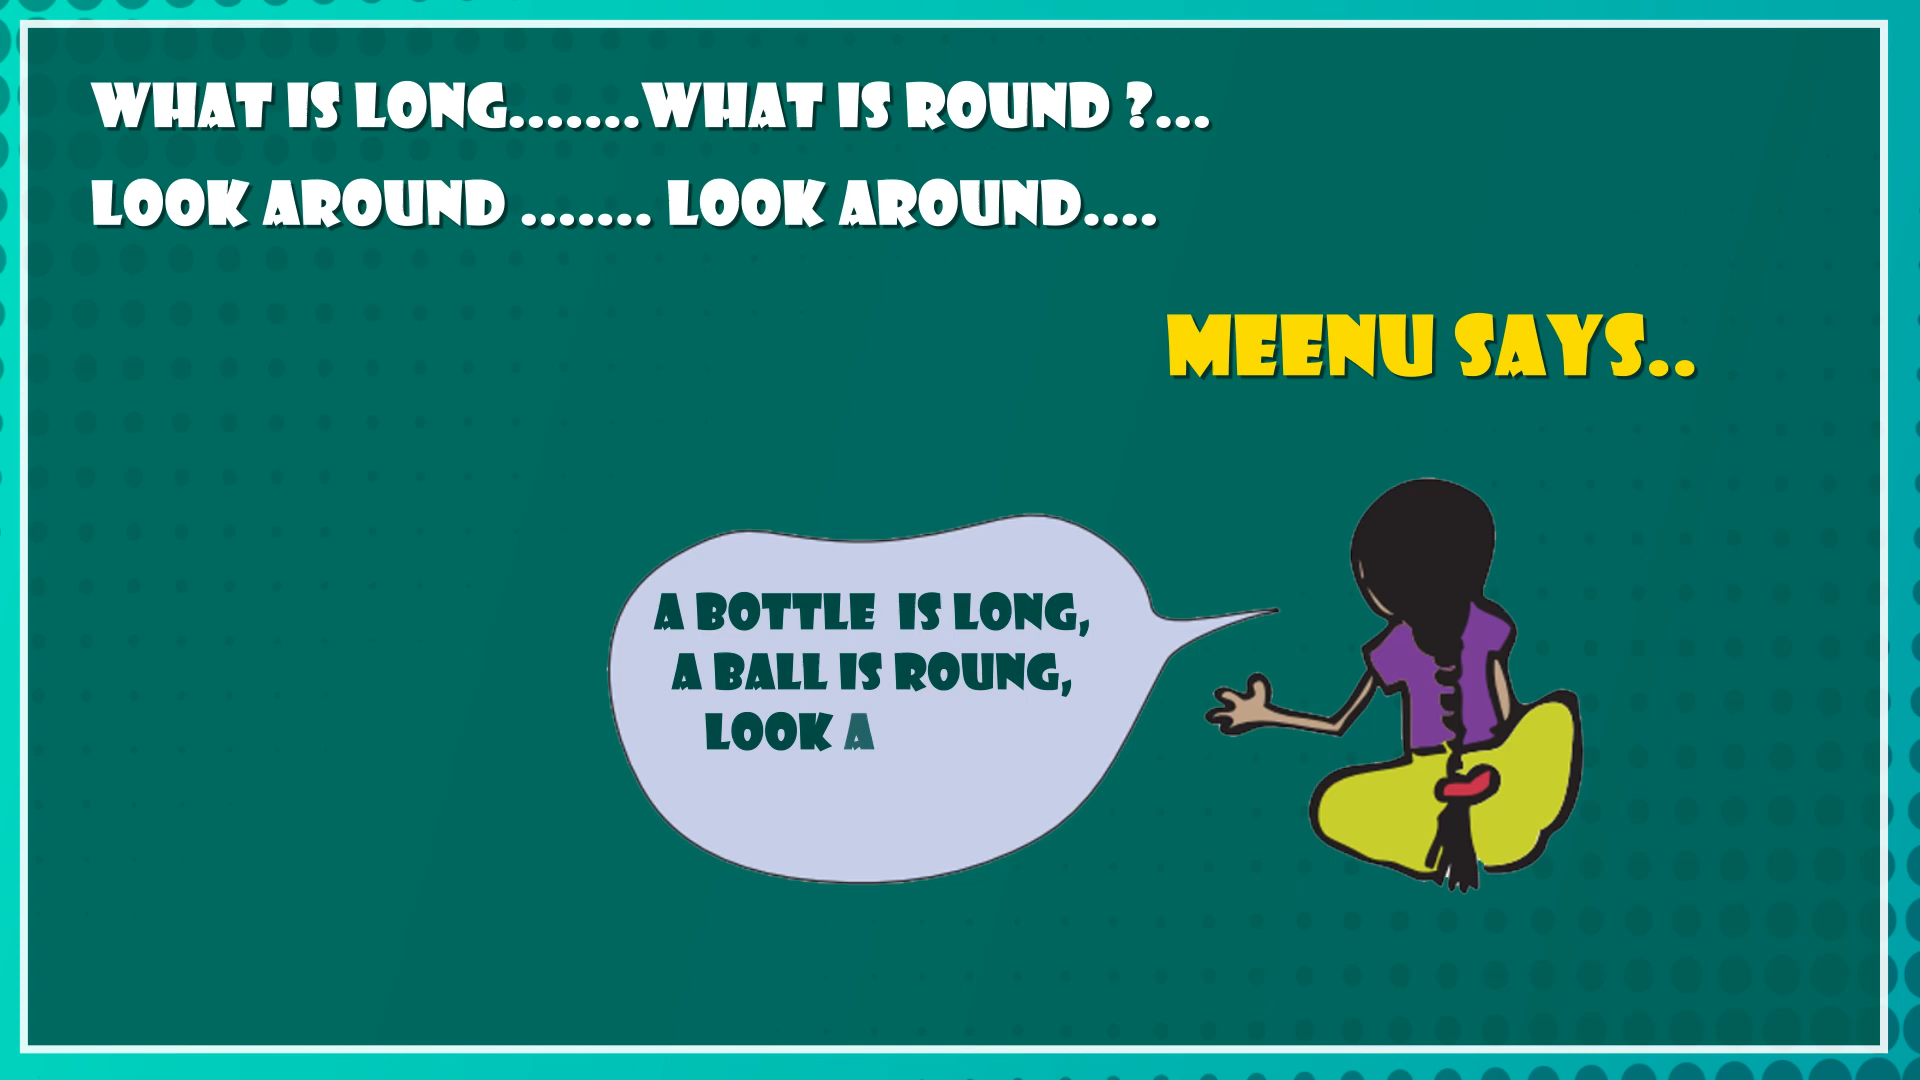 WHAT IS LONG.......WHAT IS ROUND ?...
LOOK AROUND ....... LOOK AROUND....
MEENU SAYS..
A BOTTLE IS LONG,
A BALL IS ROUNG,
LOOK A